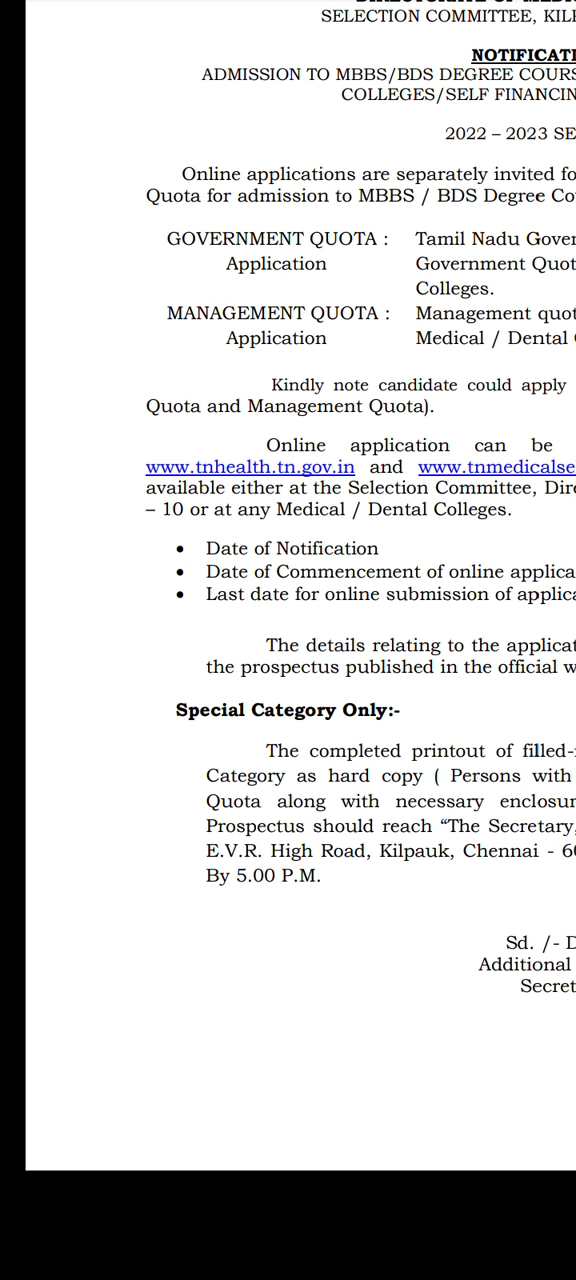 SELECTION COMMITTEE,
NOTIFICATI
ADMISSION TO MBBS/BDS DEGREE COURS
COLLEGES/SELF FINANCIN
2022 – 2023 SE
Online applications are separately invited fo
Quota for admission to MBBS / BDS Degree Co
GOVERNMENT QUOTA : Tamil Nadu Gover
Application Government Quot
Colleges.
MANAGEMENT QUOTA : Management quot
Application Medical / Dental
Kindly note candidate could apply
Quota and Management Quota).
Online application can be
www.tnhealth.tn.gov.in and www.tnmedicalse
available either at the Selection Committee, Dire
– 10 or at any Medical / Dental Colleges.
• Date of Notification
• Date of Commencement of online applica
• Last date for online submission of applica
The details relating to the applicat
the prospectus published in the official w
Special Category Only:-
The completed printout of filled-
Category as hard copy ( Persons with
Quota along with necessary enclosur
Prospectus should reach “The Secretary,
E.V.R. High Road, Kilpauk, Chennai - 60
By 5.00 P.M.
Sd. /- D
Additional
Secret